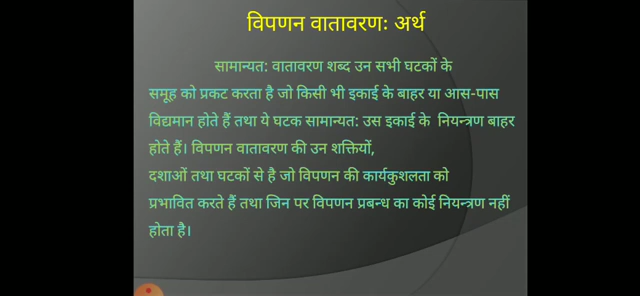 विपणन वातावरण: अर्थ
सामान्यत: वातावरण शब्द उन सभी घटकों के
समूह को प्रकट करता है जो किसी भी इकाई के बाहर या आस-पास
विद्यमान होते हैं तथा ये घटक सामान्यत: उस इकाई के नियन्त्रण बाहर
होते हैं। विपणन वातावरण की उन शक्तियों,
दशाओं तथा घटकों से है जो विपणन की कार्यकुशलता को
प्रभावित करते हैं तथा जिन पर विपणन प्रबन्ध का कोई नियन्त्रण नहीं
होता है।